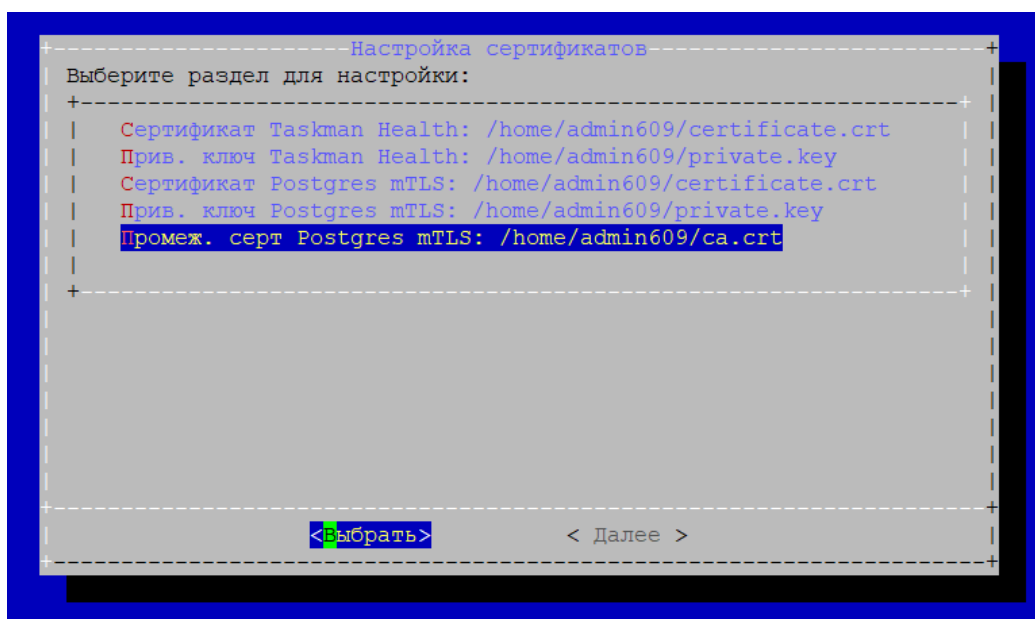 Настройка сертификатов
Выберите раздел для настройки:
Сертификат Taskman Health: /home/admin609/certificate.crt
Прив. ключ Taskman Health: /home/admin609/private.key
Сертификат Postgres mTLS: /home/admin609/certificate.crt
Прив. ключ Postgres mTLS: /home/admin609/private.key
Промеж. серт Postgres mTLS: /home/admin609/ca.crt
<Выбрать> < Далее >